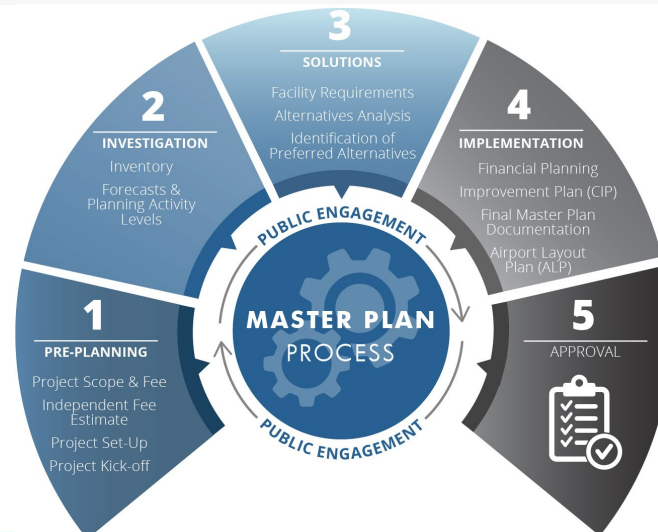 1
PRE-PLANNING
Project Scope & Fee
Independent Fee
Estimate
Project Set-Up
Project Kick-off
2
INVESTIGATION
Inventory
Forecasts &
Planning Activity
Levels
3
SOLUTIONS
Facility Requirements
Alternatives Analysis
Identification of
Preferred Alternatives
4
IMPLEMENTATION
Financial Planning
Improvement Plan (CIP)
Final Master Plan
Documentation
Airport Layout
Plan (ALP)
5
APPROVAL
PUBLIC ENGAGEMENT
MASTER PLAN
PROCESS
PUBLIC ENGAGEMENT